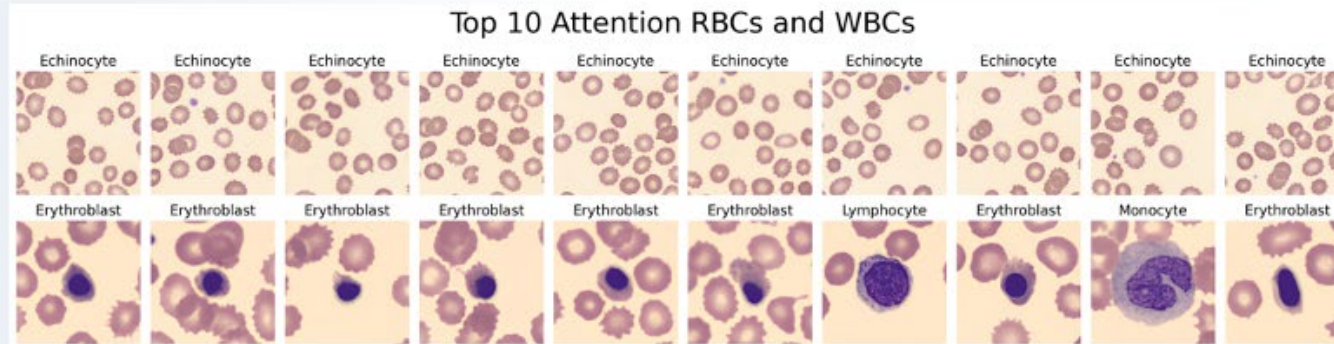 Top 10 Attention RBCs and WBCs
Echinocyte Echinocyte Echinocyte Echinocyte Echinocyte Echinocyte Echinocyte Echinocyte Echinocyte Echinocyte
Erythroblast Erythroblast Erythroblast Erythroblast Erythroblast Erythroblast Lymphocyte Erythroblast Monocyte Erythroblast